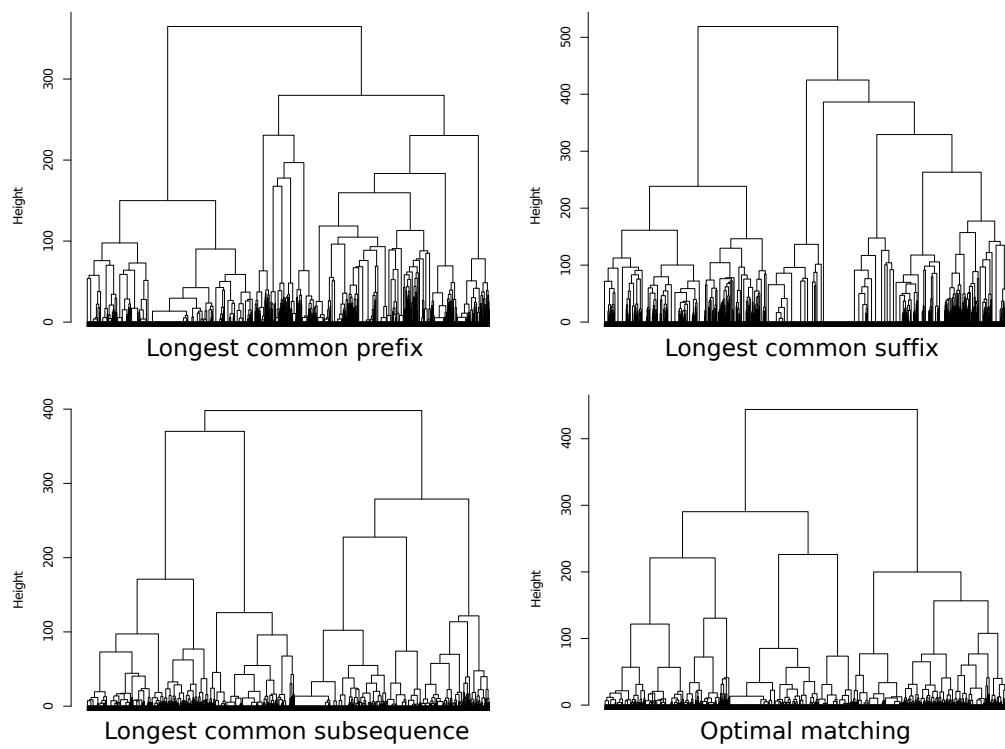 Height
300
200
100
0
Longest common prefix
Height
500
400
300
200
100
0
Longest common suffix
Height
400
300
200
100
0
Longest common subsequence
Height
400
300
200
100
0
Optimal matching